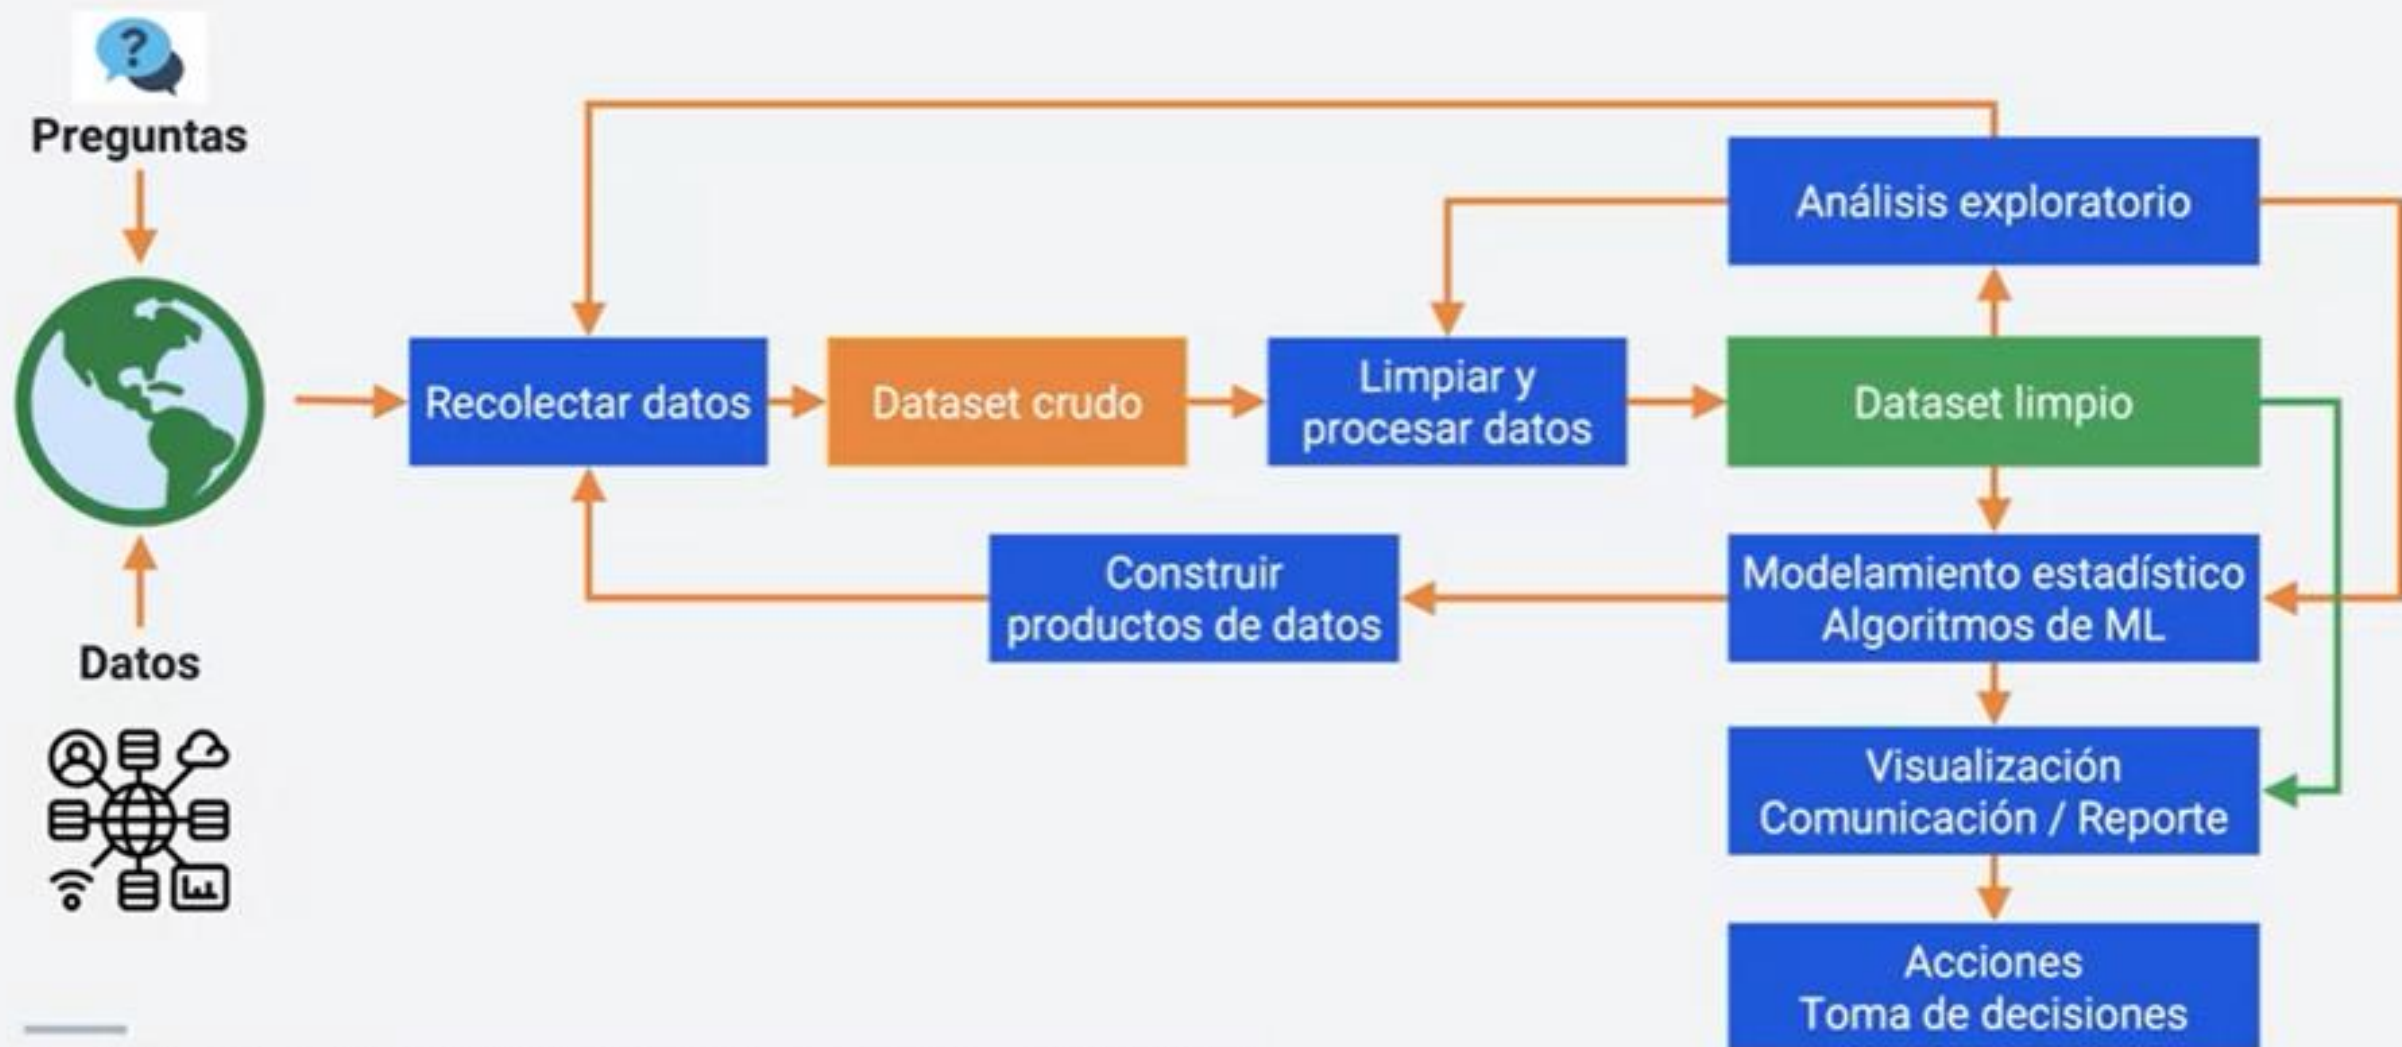 ?
Preguntas
Datos
Recolectar datos
Dataset crudo
Limpiar y
procesar datos
Dataset limpio
Análisis exploratorio
Modelamiento estadístico
Algoritmos de ML
Construir
productos de datos
Visualización
Comunicación / Reporte
Acciones
Toma de decisiones